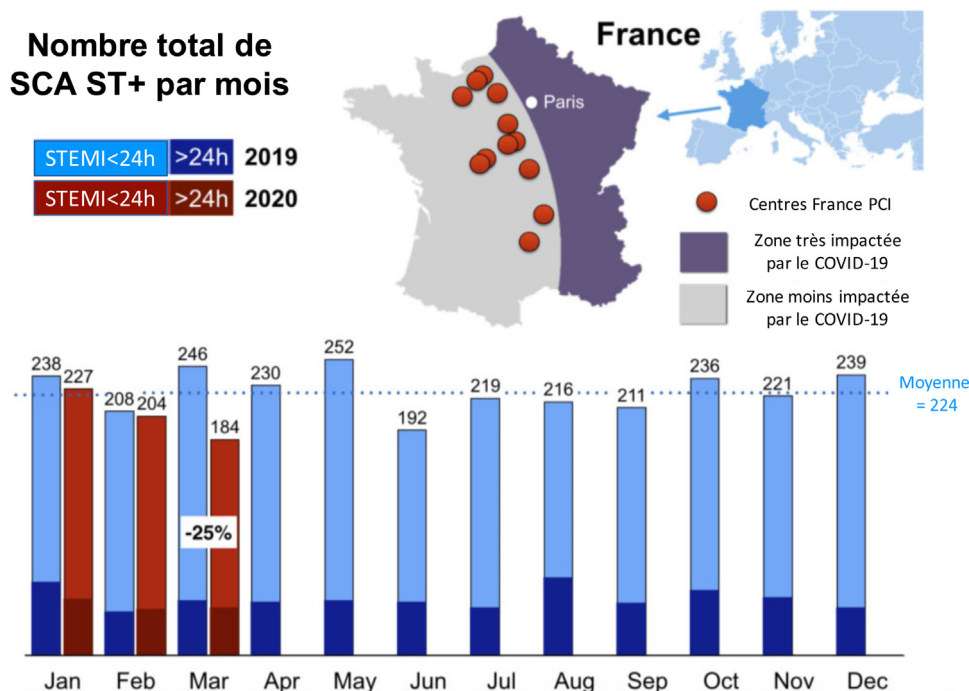 Nombre total de
SCA ST+ par mois
STEMI<24h >24h 2019
STEMI<24h >24h 2020
France
Paris
Centres France PCI
Zone très impactée
par le COVID-19
Zone moins impactée
par le COVID-19
238
227
208
204
246
184
-25%
230
252
192
219
216
211
236
221
239
Moyenne
= 224
Jan Feb Mar Apr May Jun Jul Aug Sep Oct Nov Dec